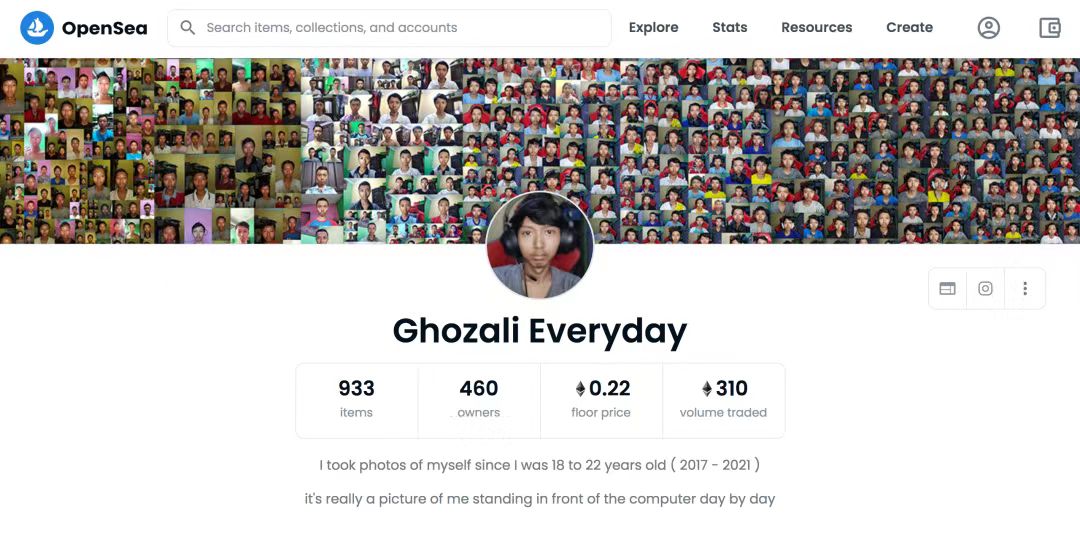 OpenSea
Search items, collections, and accounts
Explore Stats Resources Create
Ghozali Everyday
933 460 0.22 310
items owners floor price volume traded
I took photos of myself since I was 18 to 22 years old ( 2017 - 2021 )
it's really a picture of me standing in front of the computer day by day